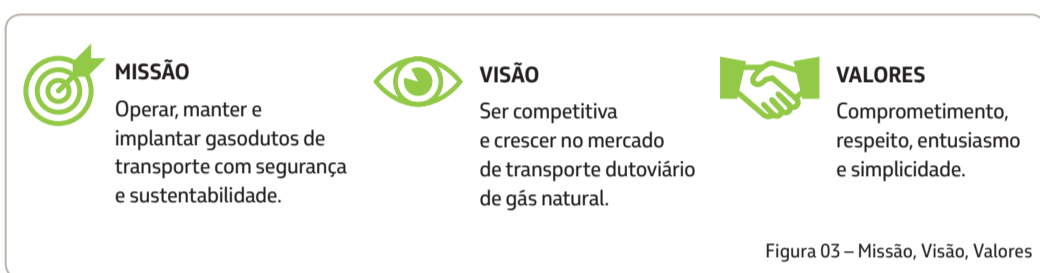 MISSÃO
Operar, manter e
implantar gasodutos de
transporte com segurança
e sustentabilidade.
VISÃO
Ser competitiva
e crescer no mercado
de transporte dutoviário
de gás natural.
VALORES
Comprometimento,
respeito, entusiasmo
e simplicidade.
Figura 03 – Missão, Visão, Valores